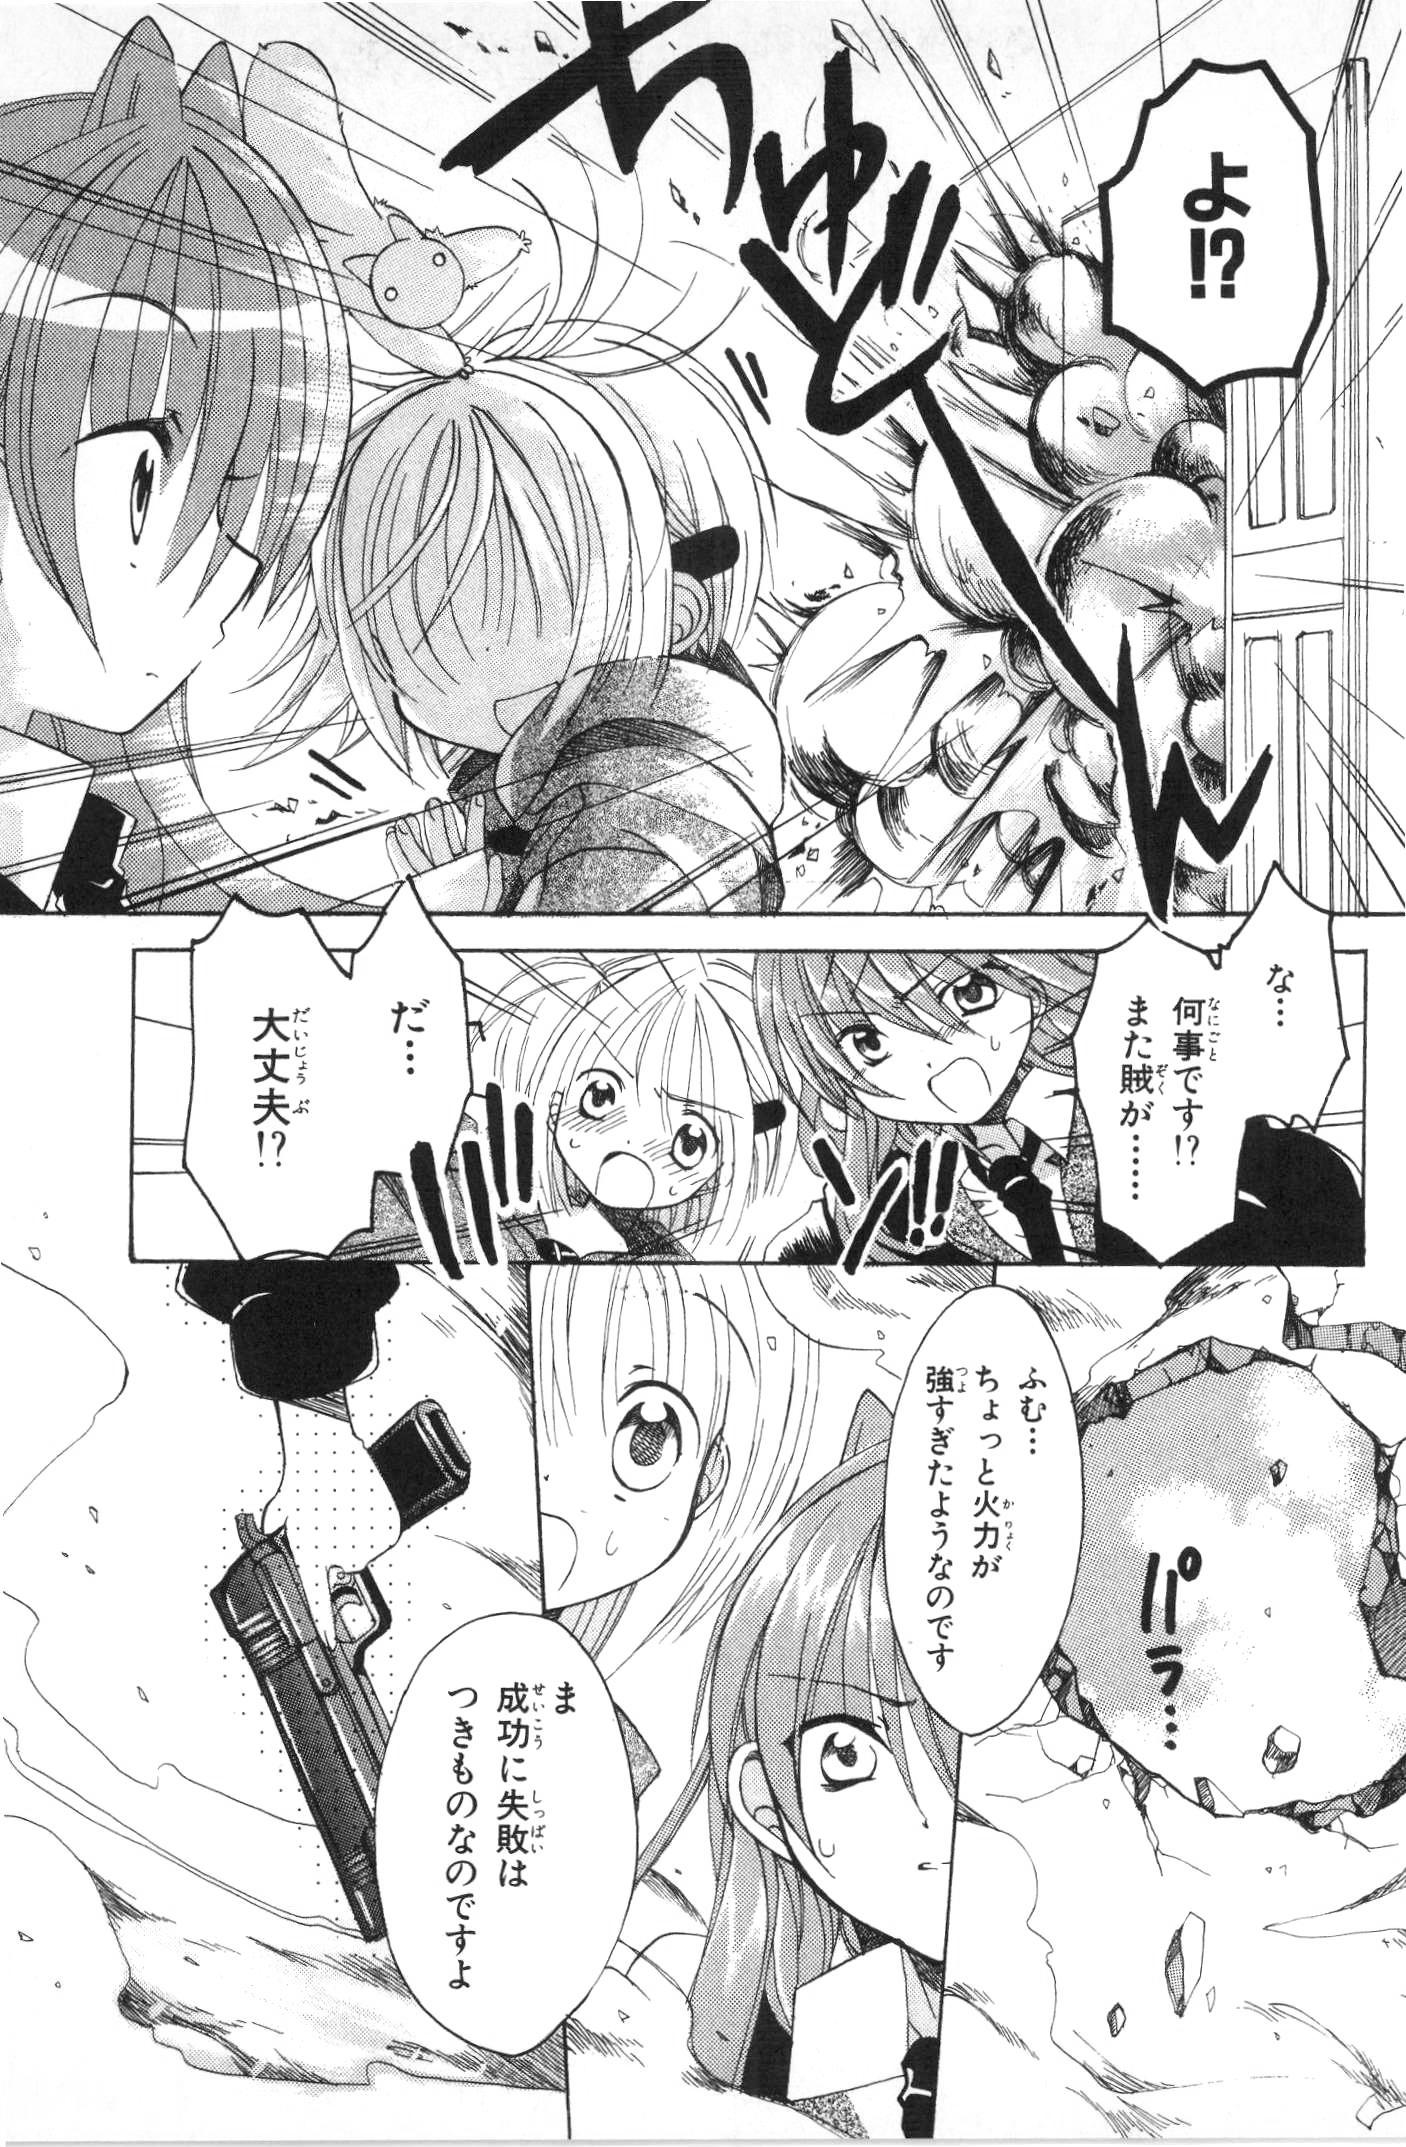 よ!?
ちゅどーん
な…
何事です!?
また賊が……
だ…
大丈夫!?
パラ…
ふむ…
ちょっと火力が
強すぎたようなのです
ま
成功に失敗は
つきものなのですよ